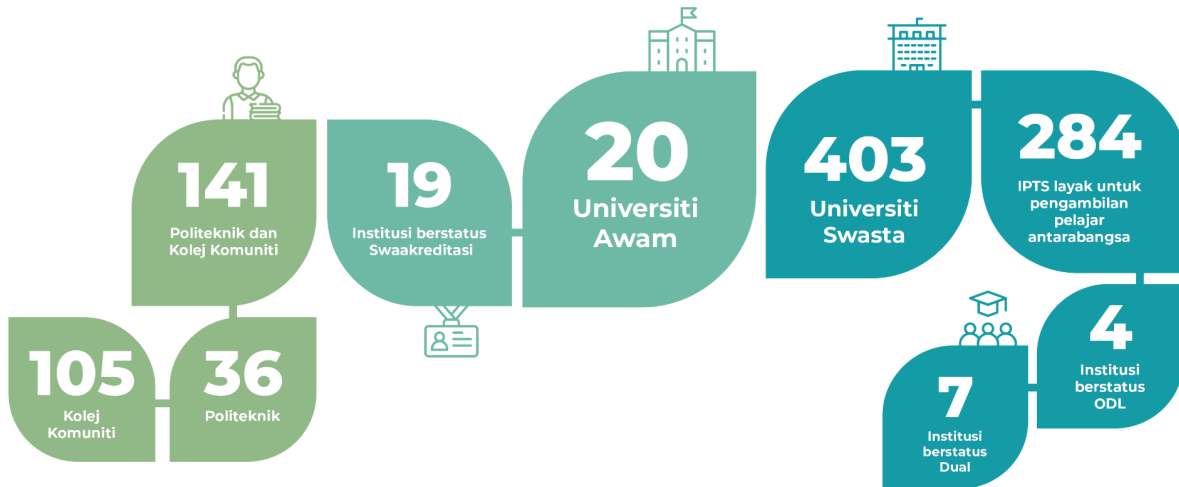 141
Politeknik dan
Kolej Komuniti
105
Kolej
Komuniti
36
Politeknik
19
Institusi berstatus
Swaakreditasi
20
Universiti
Awam
403
Universiti
Swasta
284
IPTS layak untuk
pengambilan
pelajar
antarabangsa
4
Institusi
berstatus
ODL
7
Institusi
berstatus
Dual